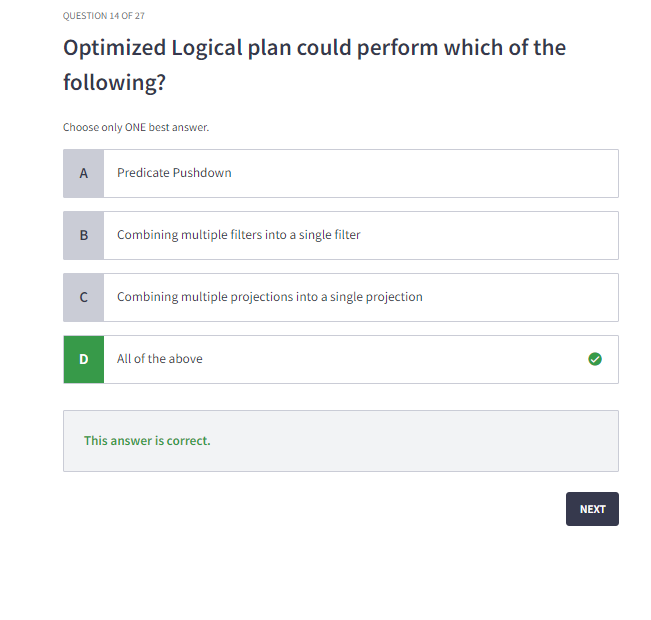 QUESTION 14 OF 27
Optimized Logical plan could perform which of the
following?
Choose only ONE best answer.
A Predicate Pushdown
B Combining multiple filters into a single filter
C Combining multiple projections into a single projection
D All of the above
This answer is correct.
NEXT